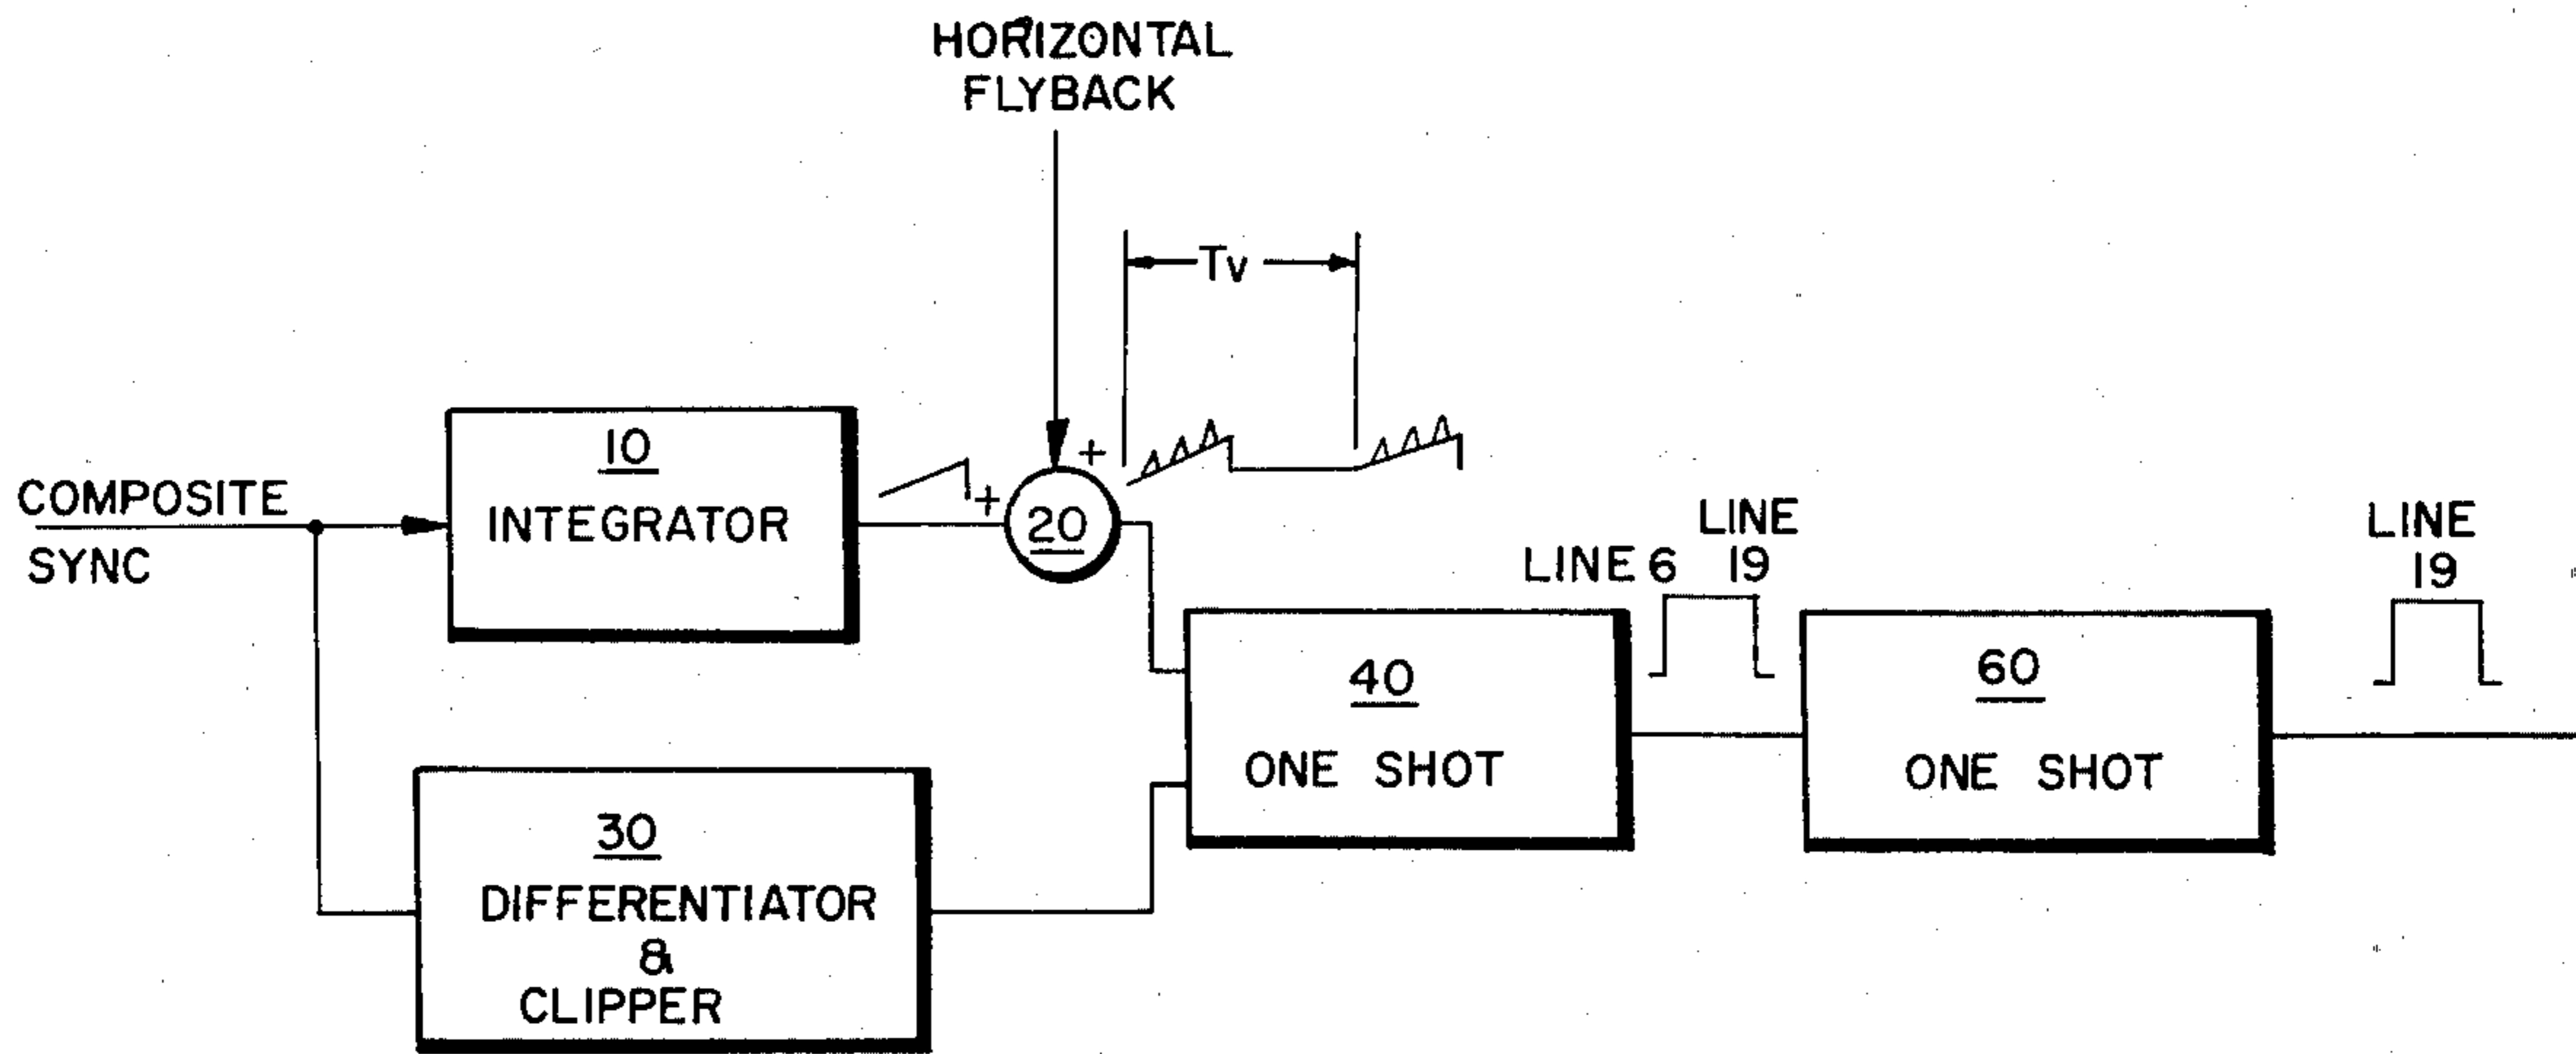 HORIZONTAL
FLYBACK
Tv
10
INTEGRATOR
COMPOSITE
SYNC
+
+
20
LINE 6
LINE
19
LINE
19
40
ONE SHOT
60
ONE SHOT
30
DIFFERENTIATOR
&
CLIPPER